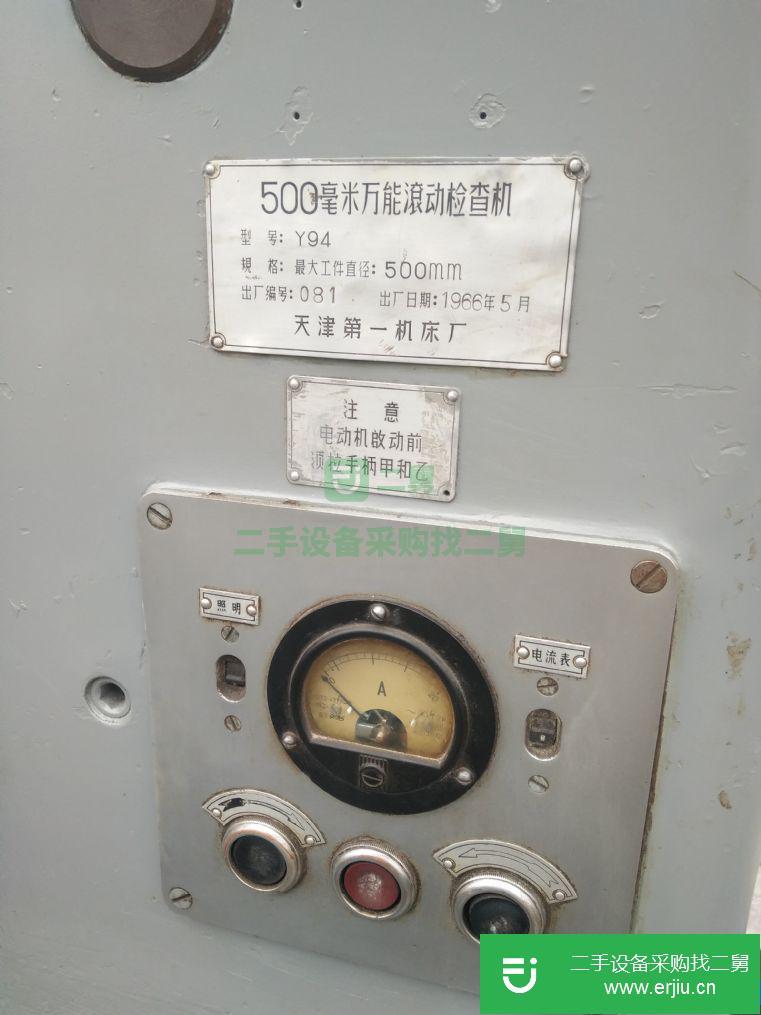 500毫米万能滚动检查机
型 号：Y94
规 格：最大工件直径：500mm
出厂编号：081 出厂日期：1966年5月
天津第一机床厂
注 意
电动机啟动前
须拉手柄甲和乙
二舅
二手设备采购找二舅
照明
电流表
A
二手设备采购找二舅
www.erjiu.cn